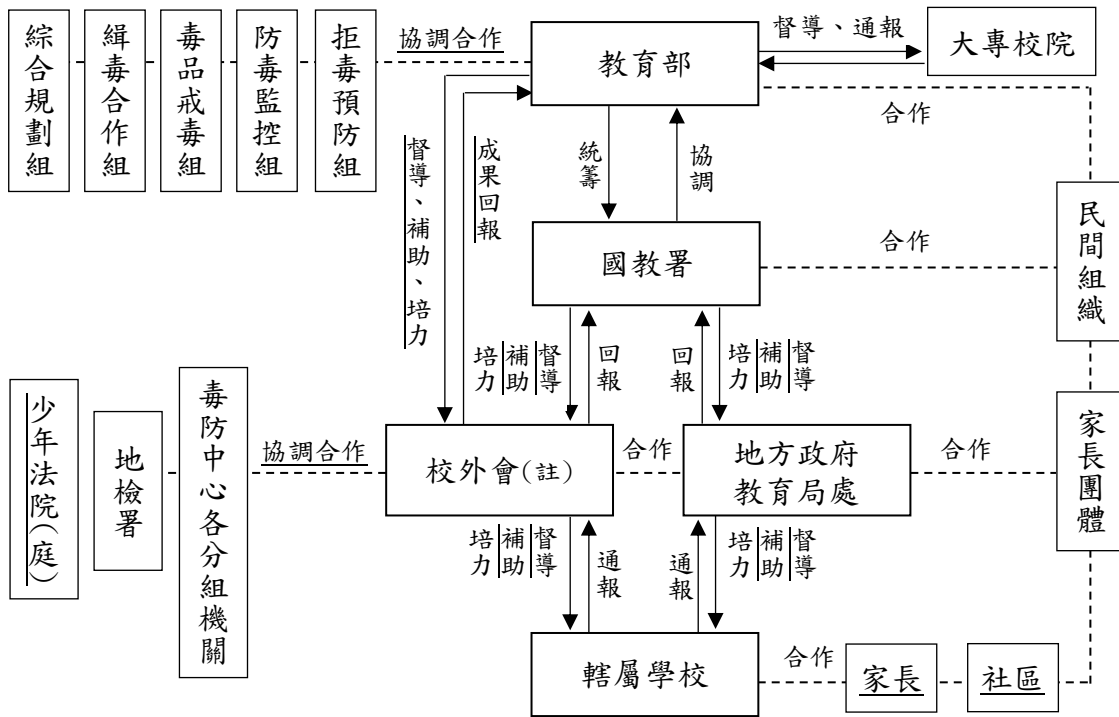 綜合規劃組
緝毒合作組
毒品戒毒組
防毒監控組
拒毒預防組
協調合作
教育部
督導、通報
大專校院
合作
督導、補助、培力
成果回報
統籌
協調
國教署
合作
民間組織
培力
補助
督導
回報
回報
培力
補助
督導
少年法院(庭)
地檢署
毒防中心各分組機關
協調合作
校外會(註)
合作
地方政府
教育局處
合作
家長團體
培力
補助
督導
通報
通報
培力
補助
督導
轄屬學校
合作
家長
社區